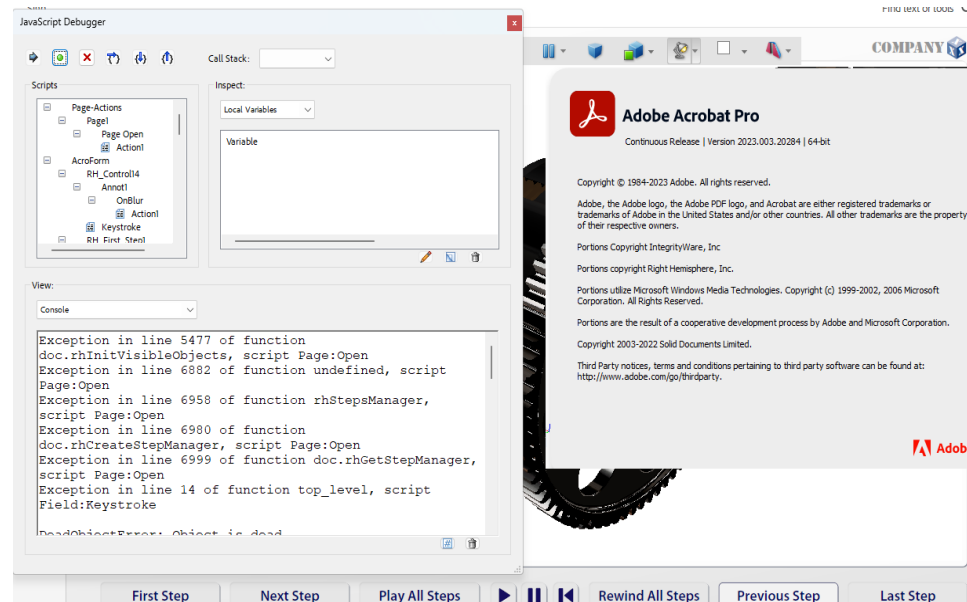 Find text or tools
JavaScript Debugger
x
Call Stack:
Scripts
Inspect:
Page-Actions
Page1
Page Open
Action1
AcroForm
RH_Control14
Annot1
OnBlur
Action1
Keystroke
RH_First_Step1
Local Variables
Variable
View:
Console
Exception in line 5477 of function
doc.rhInitVisibleObjects, script Page:Open
Exception in line 6882 of function undefined, script
Page:Open
Exception in line 6958 of function rhStepsManager,
script Page:Open
Exception in line 6980 of function
doc.rhCreateStepManager, script Page:Open
Exception in line 6999 of function doc.rhGetStepManager,
script Page:Open
Exception in line 14 of function top_level, script
Field:Keystroke
DeadObjectError: Object is dead
COMPANY
Adobe Acrobat Pro
Continuous Release | Version 2023.003.20284 | 64-bit
Copyright © 1984-2023 Adobe. All rights reserved.
Adobe, the Adobe logo, the Adobe PDF logo, and Acrobat are either registered trademarks or
trademarks of Adobe in the United States and/or other countries. All other trademarks are the property
of their respective owners.
Portions Copyright IntegrityWare, Inc
Portions copyright Right Hemisphere, Inc.
Portions utilize Microsoft Windows Media Technologies. Copyright (c) 1999-2002, 2006 Microsoft
Corporation. All Rights Reserved.
Portions are the result of a cooperative development process by Adobe and Microsoft Corporation.
Copyright 2003-2022 Solid Documents Limited.
Third Party notices, terms and conditions pertaining to third party software can be found at:
http://www.adobe.com/go/thirdparty.
Adob
First Step
Next Step
Play All Steps
Rewind All Steps
Previous Step
Last Step